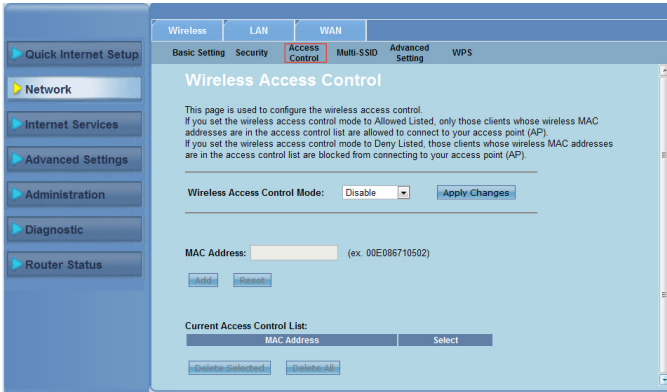 Wireless LAN WAN
Basic Setting Security Access Control Multi-SSID Advanced Setting WPS
Quick Internet Setup
Network
Internet Services
Advanced Settings
Administration
Diagnostic
Router Status
Wireless Access Control
This page is used to configure the wireless access control.
If you set the wireless access control mode to Allowed Listed, only those clients whose wireless MAC
addresses are in the access control list are allowed to connect to your access point (AP).
If you set the wireless access control mode to Deny Listed, those clients whose wireless MAC addresses
are in the access control list are blocked from connecting to your access point (AP).
Wireless Access Control Mode: Disable Apply Changes
MAC Address: (ex. 00E086710502)
Add Reset
Current Access Control List:
MAC Address Select
Delete Selected Delete All